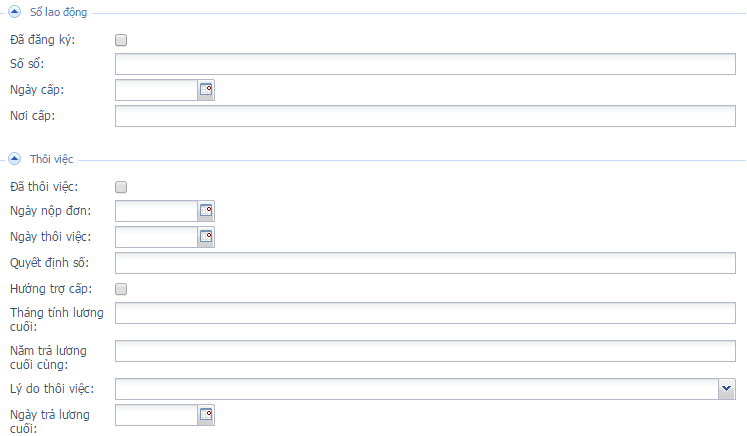 Sổ lao động
Đã đăng ký:
Số sổ:
Ngày cấp:
Nơi cấp:
Thôi việc
Đã thôi việc:
Ngày nộp đơn:
Ngày thôi việc:
Quyết định số:
Hưởng trợ cấp:
Tháng tính lương
cuối:
Năm trả lương
cuối cùng:
Lý do thôi việc:
Ngày trả lương
cuối: